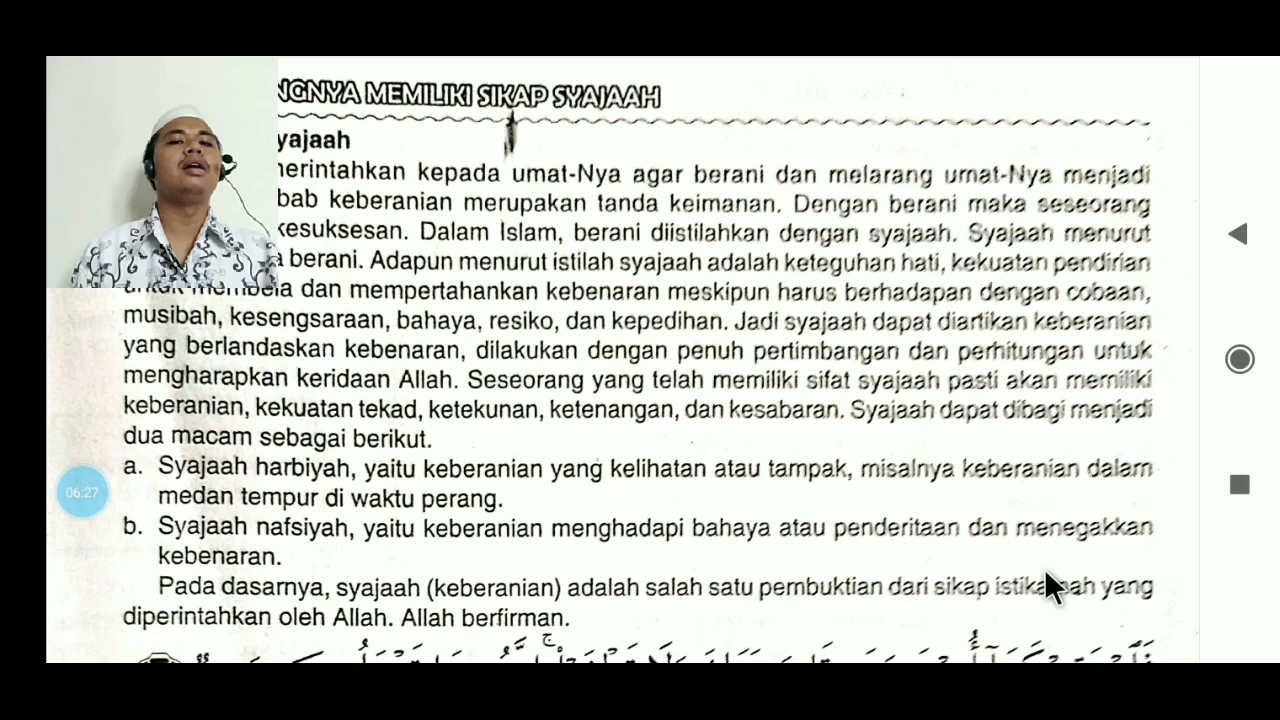 NGNYA MEMILIKI SIKAP SYAJAAH
yajaah
merintahkan kepada umat-Nya agar berani dan melarang umat-Nya menjadi
bab keberanian merupakan tanda keimanan. Dengan berani maka seseorang
kesuksesan. Dalam Islam, berani diistilahkan dengan syajaah. Syajaah menurut
a berani. Adapun menurut istilah syajaah adalah keteguhan hati, kekuatan pendirian
untuk membela dan mempertahankan kebenaran meskipun harus berhadapan dengan cobaan,
musibah, kesengsaraan, bahaya, resiko, dan kepedihan. Jadi syajaah dapat diartikan keberanian
yang berlandaskan kebenaran, dilakukan dengan penuh pertimbangan dan perhitungan untuk
mengharapkan keridaan Allah. Seseorang yang telah memiliki sifat syajaah pasti akan memiliki
keberanian, kekuatan tekad, ketekunan, ketenangan, dan kesabaran. Syajaah dapat dibagi menjadi
dua macam sebagai berikut.
a. Syajaah harbiyah, yaitu keberanian yang kelihatan atau tampak, misalnya keberanian dalam
medan tempur di waktu perang.
b. Syajaah nafsiyah, yaitu keberanian menghadapi bahaya atau penderitaan dan menegakkan
kebenaran.
Pada dasarnya, syajaah (keberanian) adalah salah satu pembuktian dari sikap istikamah yang
diperintahkan oleh Allah. Allah berfirman.
06:27